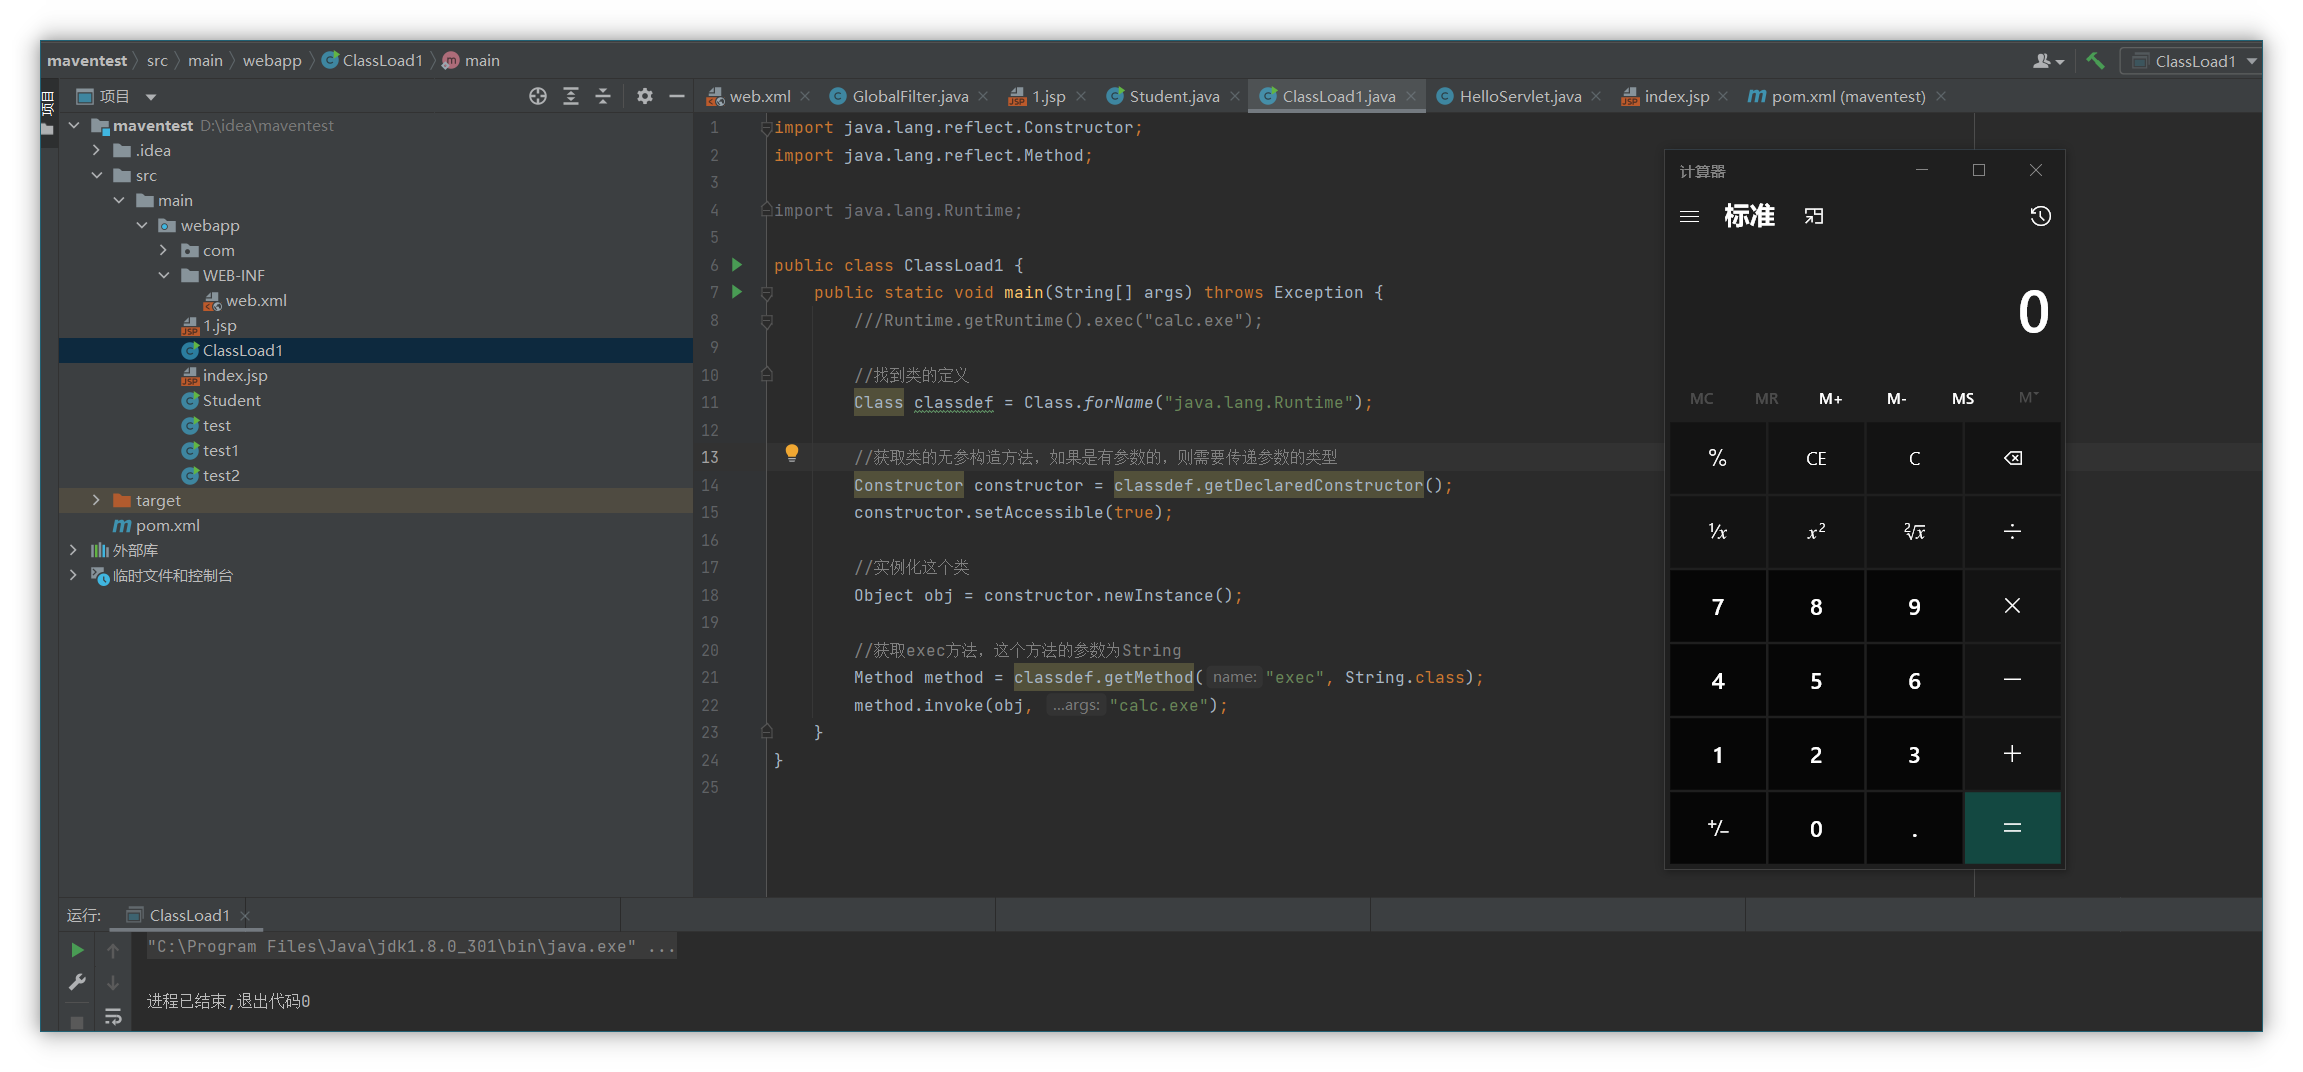 maventest src main webapp ClassLoad1 main
ClassLoad1
项目
项目
web.xml GlobalFilter.java 1.jsp Student.java ClassLoad1.java HelloServlet.java index.jsp pom.xml (maventest)
maventest D:\idea\maventest
.idea
src
main
webapp
com
WEB-INF
web.xml
1.jsp
ClassLoad1
index.jsp
Student
test
test1
test2
target
pom.xml
外部库
临时文件和控制台
1 import java.lang.reflect.Constructor;
2 import java.lang.reflect.Method;
3
4 import java.lang.Runtime;
5
6 public class ClassLoad1 {
7 public static void main(String[] args) throws Exception {
8 ///Runtime.getRuntime().exec("calc.exe");
9
10 //找到类的定义
11 Class classdef = Class.forName("java.lang.Runtime");
12
13 //获取类的无参构造方法，如果是有参数的，则需要传递参数的类型
14 Constructor constructor = classdef.getDeclaredConstructor();
15 constructor.setAccessible(true);
16
17 //实例化这个类
18 Object obj = constructor.newInstance();
19
20 //获取exec方法，这个方法的参数为String
21 Method method = classdef.getMethod( name: "exec", String.class);
22 method.invoke(obj, ...args: "calc.exe");
23 }
24 }
25
计算器
标准
0
MC MR M+ M- MS M˅
% CE C
⅟x x² ²√x ÷
7 8 9 ×
4 5 6 −
1 2 3 +
+/− 0 . =
运行: ClassLoad1
"C:\Program Files\Java\jdk1.8.0_301\bin\java.exe" ...
进程已结束,退出代码0